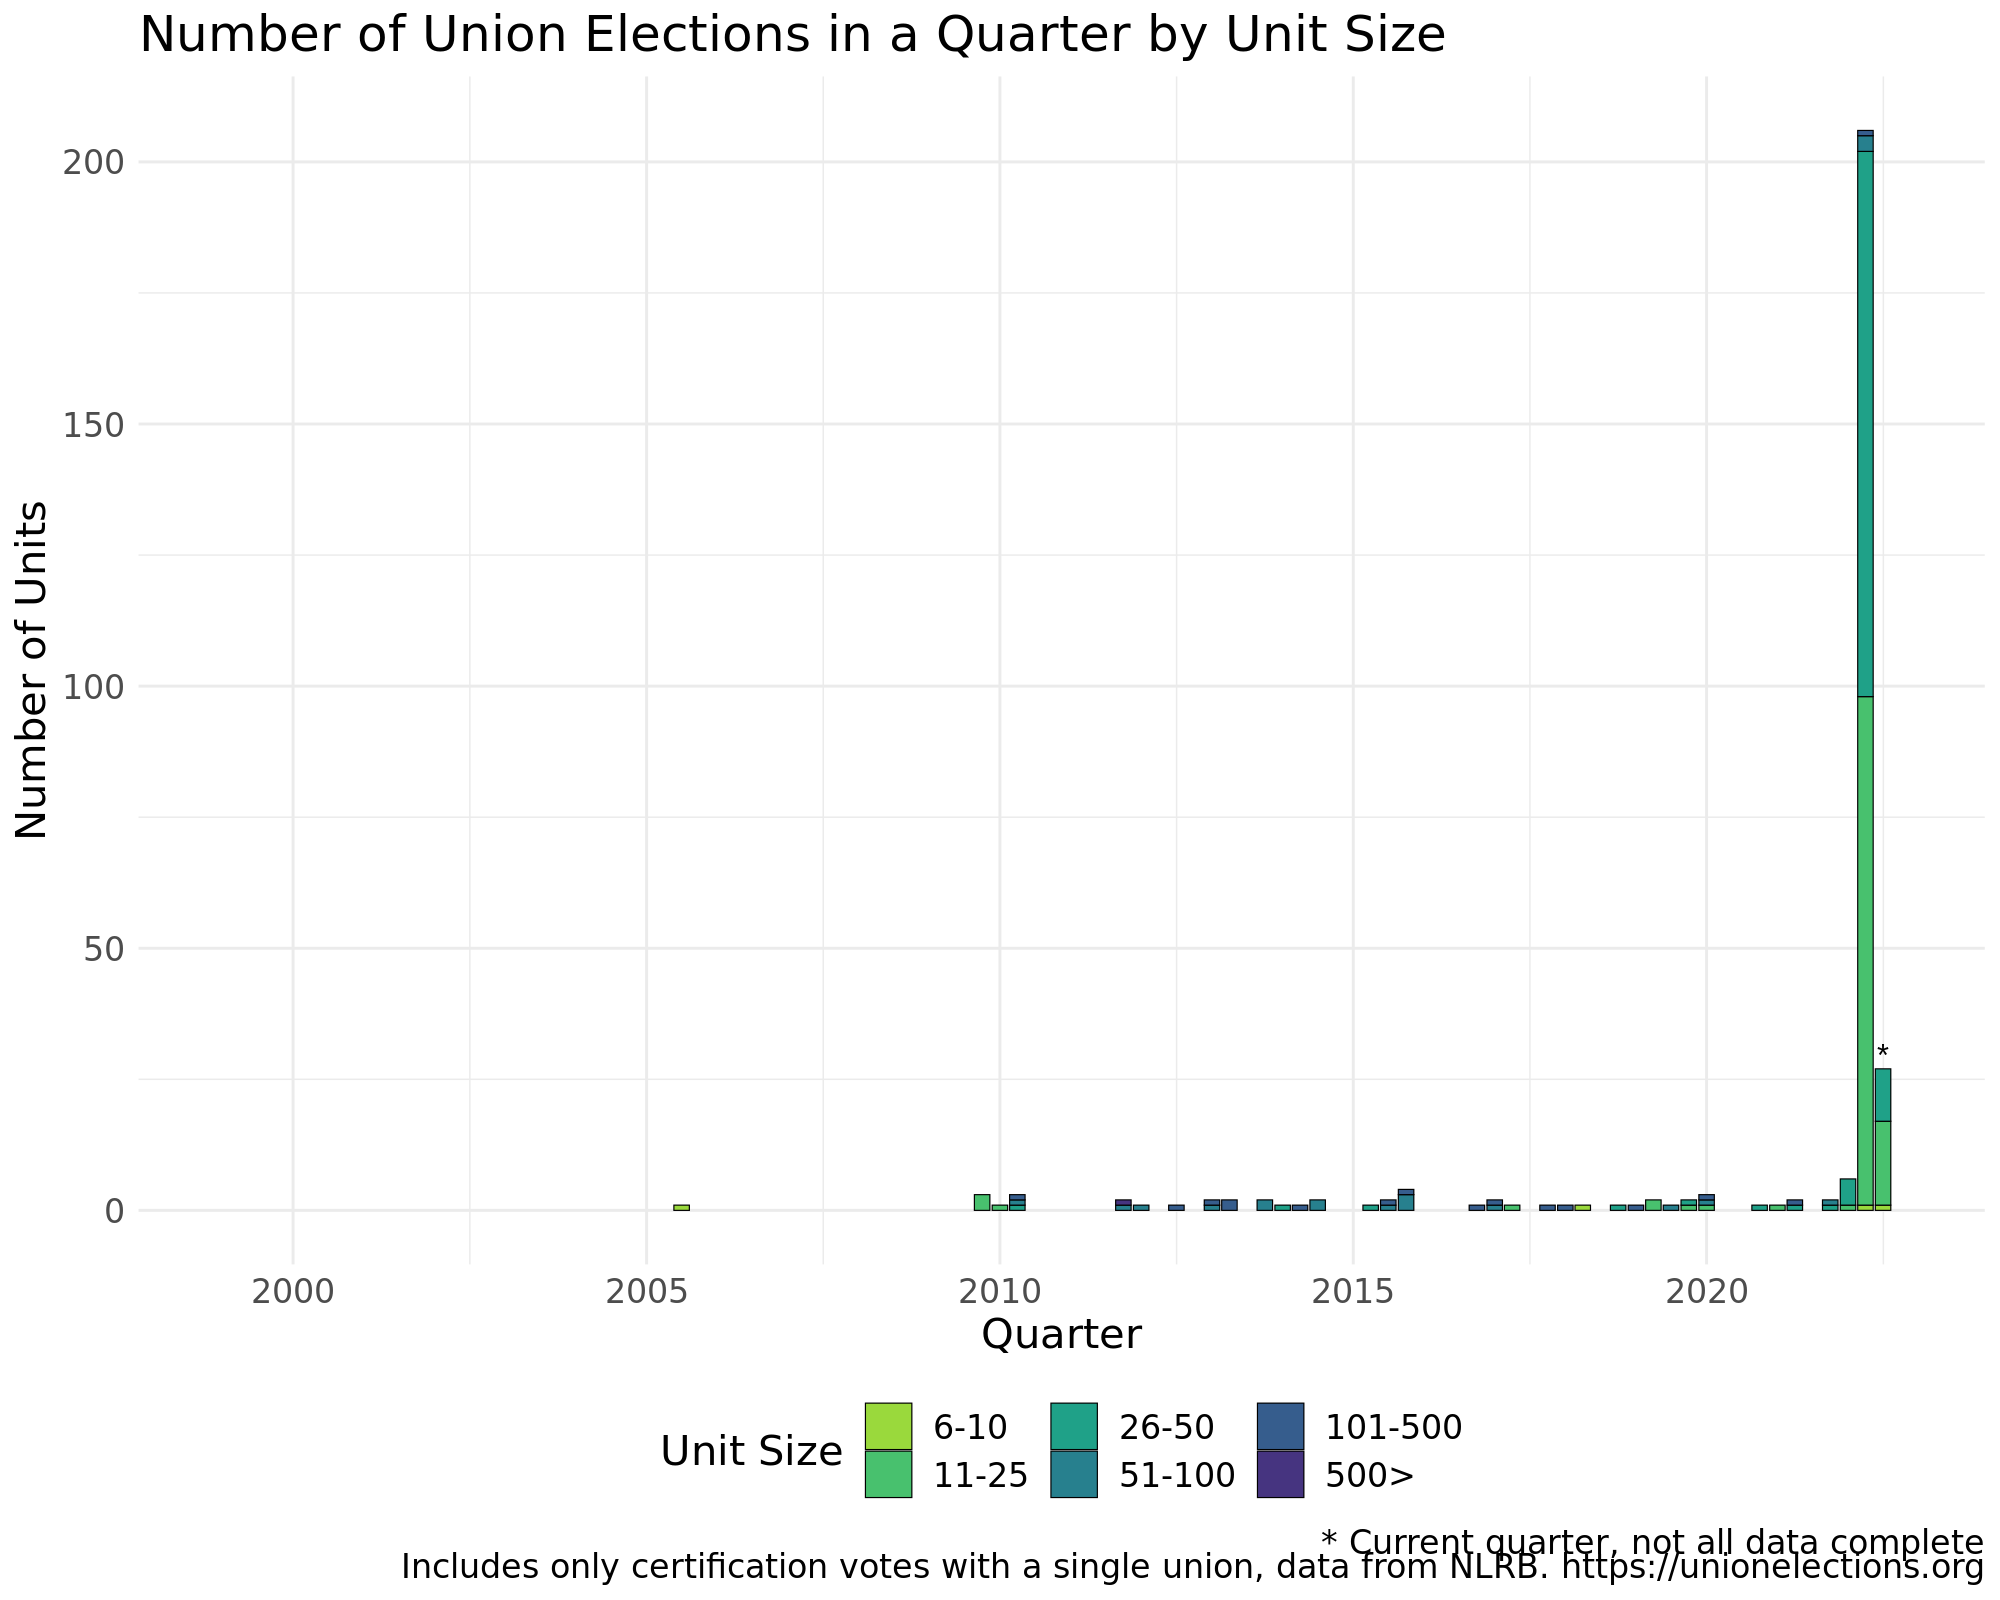 Number of Union Elections in a Quarter by Unit Size
Number of Units
200
150
100
50
0
*
2000 2005 2010 2015 2020
Quarter
Unit Size
6-10 26-50 101-500
11-25 51-100 500>
* Current quarter, not all data complete
Includes only certification votes with a single union, data from NLRB. https://unionelections.org